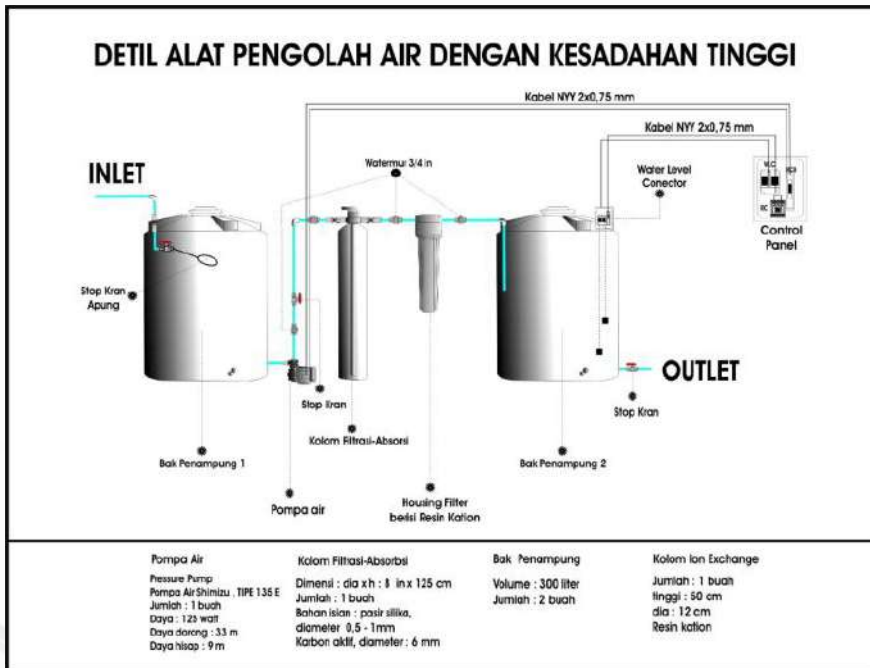 DETIL ALAT PENGOLAH AIR DENGAN KESADAHAN TINGGI
Kabel NYY 2x0,75 mm
Kabel NYY 2x0,75 mm
Watermur 3/4 in
Water Level
Conector
WLC
Control
Panel
INLET
Stop Kran
Apung
OUTLET
Stop Kran
Stop Kran
Kolom Filtrasi-Absorsi
Bak Penampung 1
Bak Penampung 2
Pompa air
Housing Filter
berisi Resin Kation
Pompa Air
Pressure Pump
Pompa Air Shimizu , TIPE 135 E
Jumlah : 1 buah
Daya : 125 watt
Daya dorong : 33 m
Daya hisap : 9 m
Kolom Filtrasi-Absorbsi
Dimensi : dia x h : 8 in x 125 cm
Jumlah : 1 buah
Bahan isian : pasir silika,
diameter 0,5 - 1mm
Karbon aktif, diameter : 6 mm
Bak Penampung
Volume : 300 liter
Jumlah : 2 buah
Kolom Ion Exchange
Jumlah : 1 buah
tinggi : 50 cm
dia : 12 cm
Resin kation